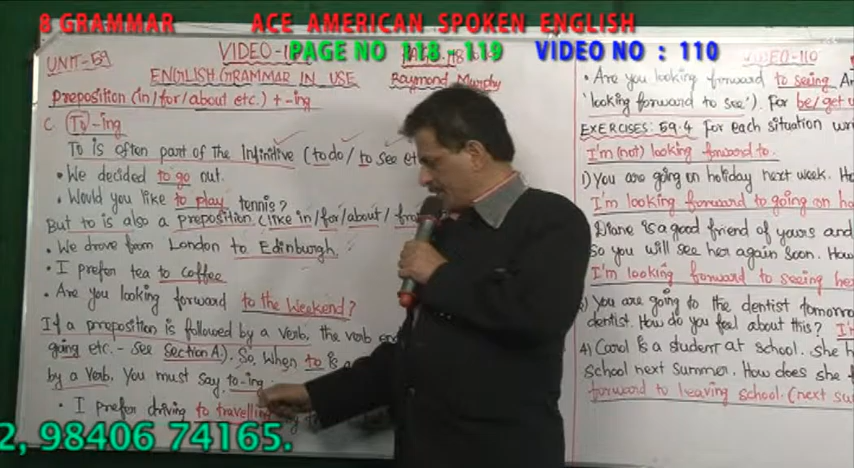 8 GRAMMAR ACE AMERICAN SPOKEN ENGLISH
PAGE NO 118 - 119 VIDEO NO : 110
UNIT-59
ENGLISH GRAMMAR IN USE Raymond Murphy
Preposition (in/for/about etc.) + -ing
C. To -ing
To is often part of the Infinitive (to do / to see
• We decided to go out.
• Would you like to play tennis?
But to is also a preposition (like in/for/about/
• We drove from London to Edinburgh.
• I prefer tea to coffee
• Are you looking forward to the Weekend?
If a preposition is followed by a verb, the verb
going etc. - see Section A). So, when to is a
by a verb, You must say to -ing
• I prefer driving to travelling
2, 98406 74165.
VIDEO-110
• Are you looking forward to seeing
'looking forward to see'). For be/get
EXERCISES: 59.4 For each situation
I'm (not) looking forward to.
1) You are going on holiday next week.
I'm looking forward to going on
Diane is a good friend of yours and
So you will see her again soon.
I'm looking forward to seeing
3) You are going to the dentist
dentist. How do you feel about this?
4) Carol is a student at school. She
School next Summer. How does she
forward to leaving school. (next